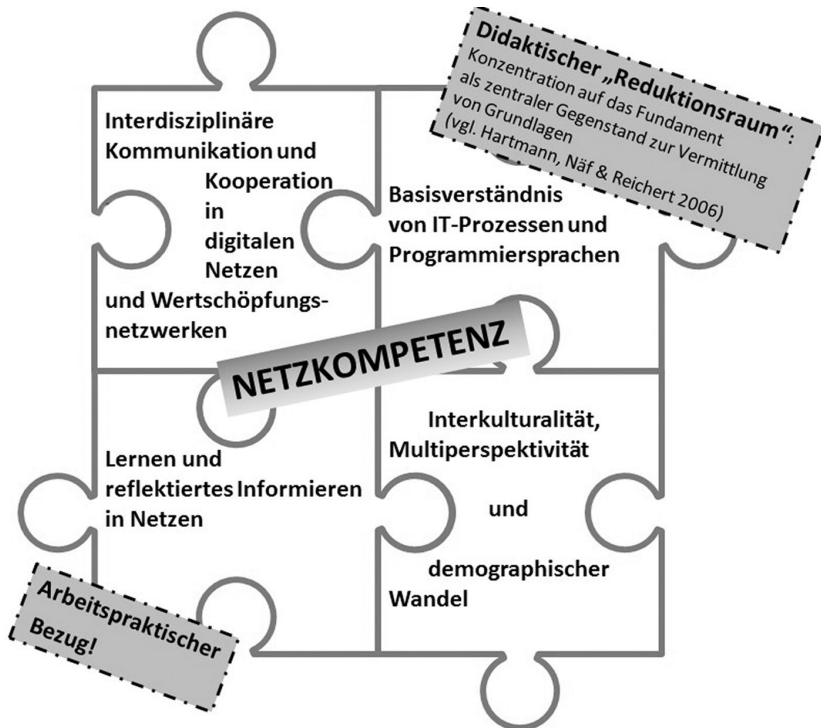 Didaktischer „Reduktionsraum“:
Konzentration auf das Fundament
als zentraler Gegenstand zur Vermittlung
von Grundlagen
(vgl. Hartmann, Näf & Reichert 2006)
Interdisziplinäre
Kommunikation und
Kooperation
in
digitalen
Netzen
und Wertschöpfungs-
netzwerken
Basisverständnis
von IT-Prozessen und
Programmiersprachen
NETZKOMPETENZ
Lernen und
reflektiertes Informieren
in Netzen
Interkulturalität,
Multiperspektivität
und
demographischer
Wandel
Arbeitspraktischer
Bezug!